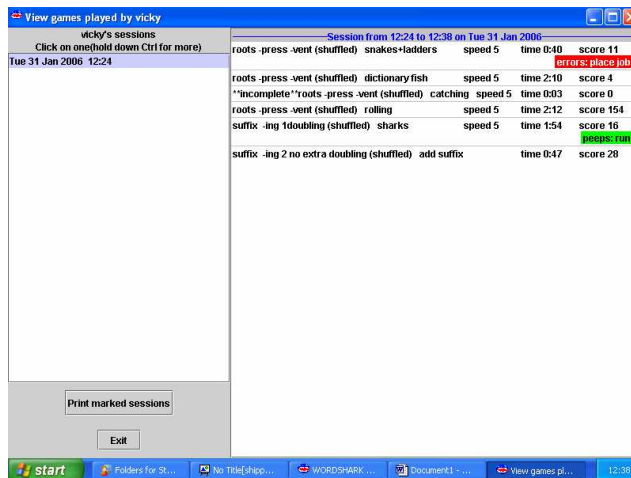 View games played by vicky
vicky's sessions
Click on one(hold down Ctrl for more)
Tue 31 Jan 2006 12:24
Print marked sessions
Exit
Session from 12:24 to 12:38 on Tue 31 Jan 2006
roots -press -vent (shuffled) snakes+ladders speed 5 time 0:40 score 11
errors: place job
roots -press -vent (shuffled) dictionary fish speed 5 time 2:10 score 4
**incomplete**roots -press -vent (shuffled) catching speed 5 time 0:03 score 0
roots -press -vent (shuffled) rolling speed 5 time 2:12 score 154
suffix -ing 1doubling (shuffled) sharks speed 5 time 1:54 score 16
peeps: run
suffix -ing 2 no extra doubling (shuffled) add suffix time 0:47 score 28
start Folders for St... No Title[shipp... WORDSHARK ... Document1 - ... View games pl... 12:38